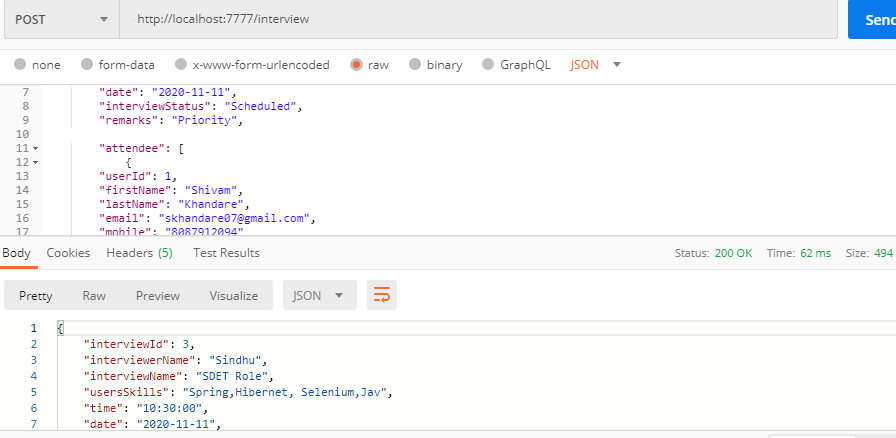 POST http://localhost:7777/interview Send
none form-data x-www-form-urlencoded raw binary GraphQL JSON
7 "date": "2020-11-11",
8 "interviewStatus": "Scheduled",
9 "remarks": "Priority",
10
11 "attendee": [
12 {
13 "userId": 1,
14 "firstName": "Shivam",
15 "lastName": "Khandare",
16 "email": "skhandare07@gmail.com",
17 "mobile": "8087912094"
Body Cookies Headers (5) Test Results Status: 200 OK Time: 62 ms Size: 494
Pretty Raw Preview Visualize JSON
1 {
2 "interviewId": 3,
3 "interviewerName": "Sindhu",
4 "interviewName": "SDET Role",
5 "usersSkills": "Spring,Hibernet, Selenium,Jav",
6 "time": "10:30:00",
7 "date": "2020-11-11",